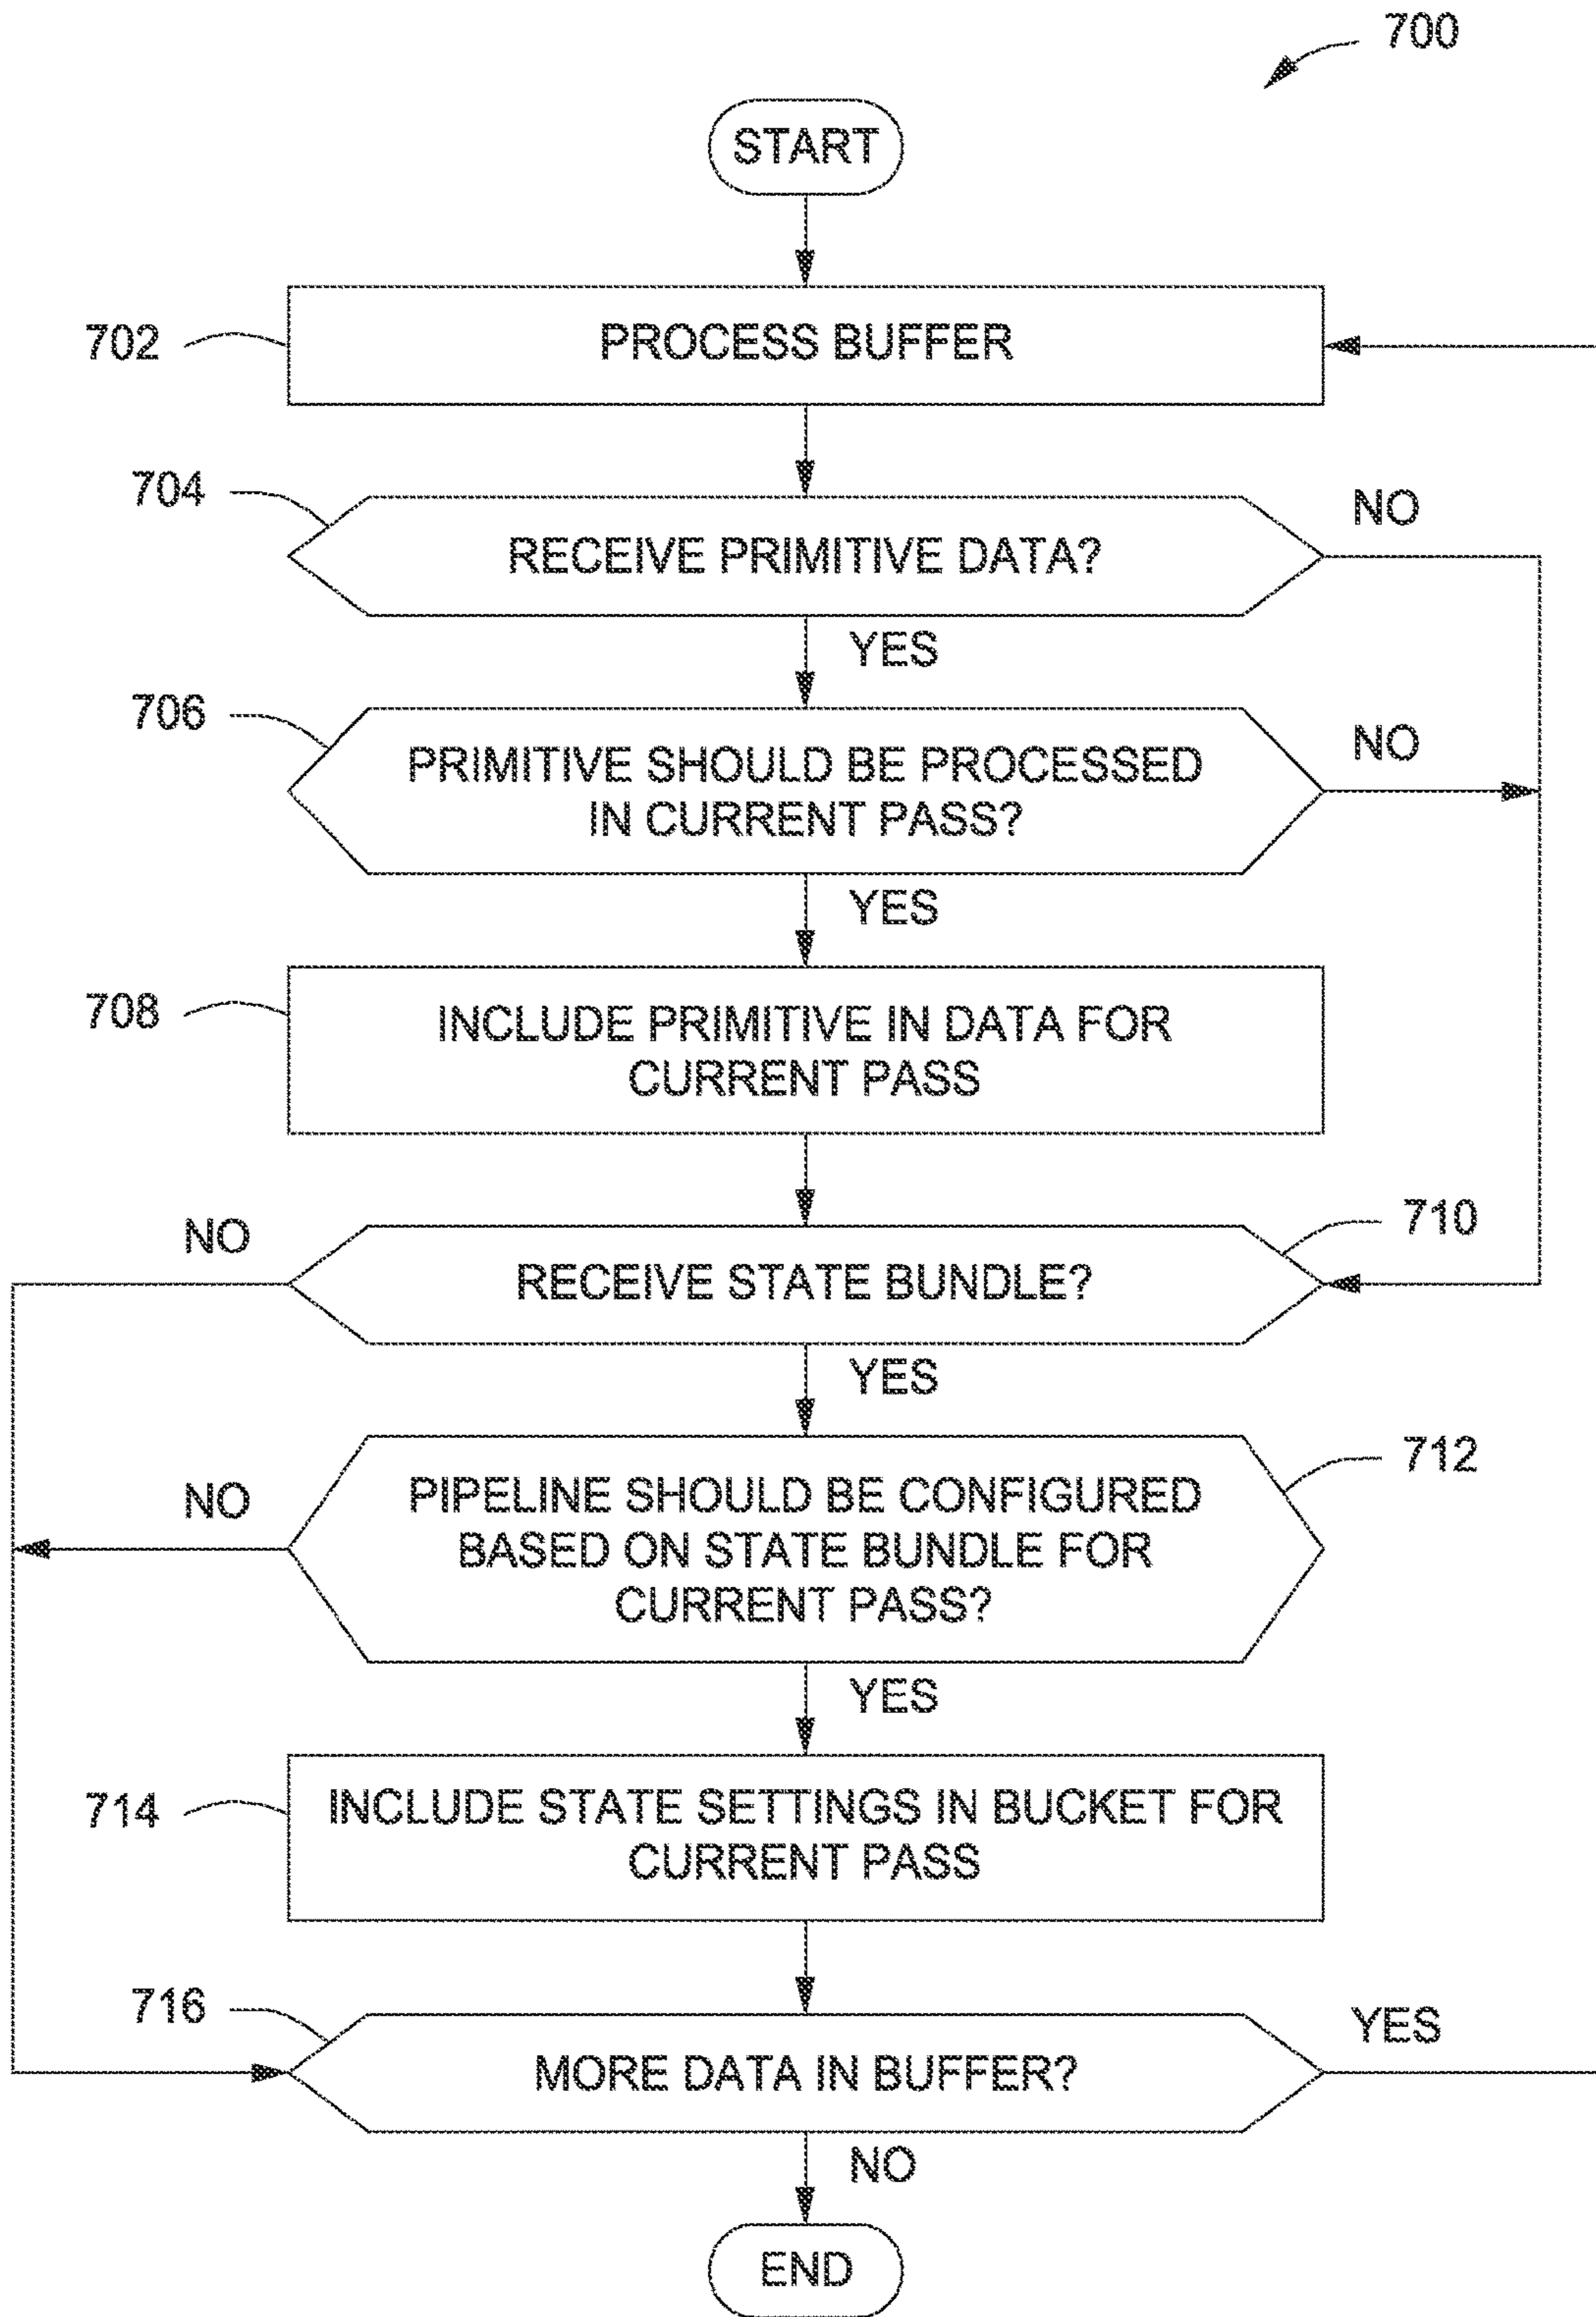 700
START
702
PROCESS BUFFER
704
NO
RECEIVE PRIMITIVE DATA?
YES
706
NO
PRIMITIVE SHOULD BE PROCESSED
IN CURRENT PASS?
YES
708
INCLUDE PRIMITIVE IN DATA FOR
CURRENT PASS
NO
710
RECEIVE STATE BUNDLE?
YES
712
NO
PIPELINE SHOULD BE CONFIGURED
BASED ON STATE BUNDLE FOR
CURRENT PASS?
YES
714
INCLUDE STATE SETTINGS IN BUCKET FOR
CURRENT PASS
716
YES
MORE DATA IN BUFFER?
NO
END